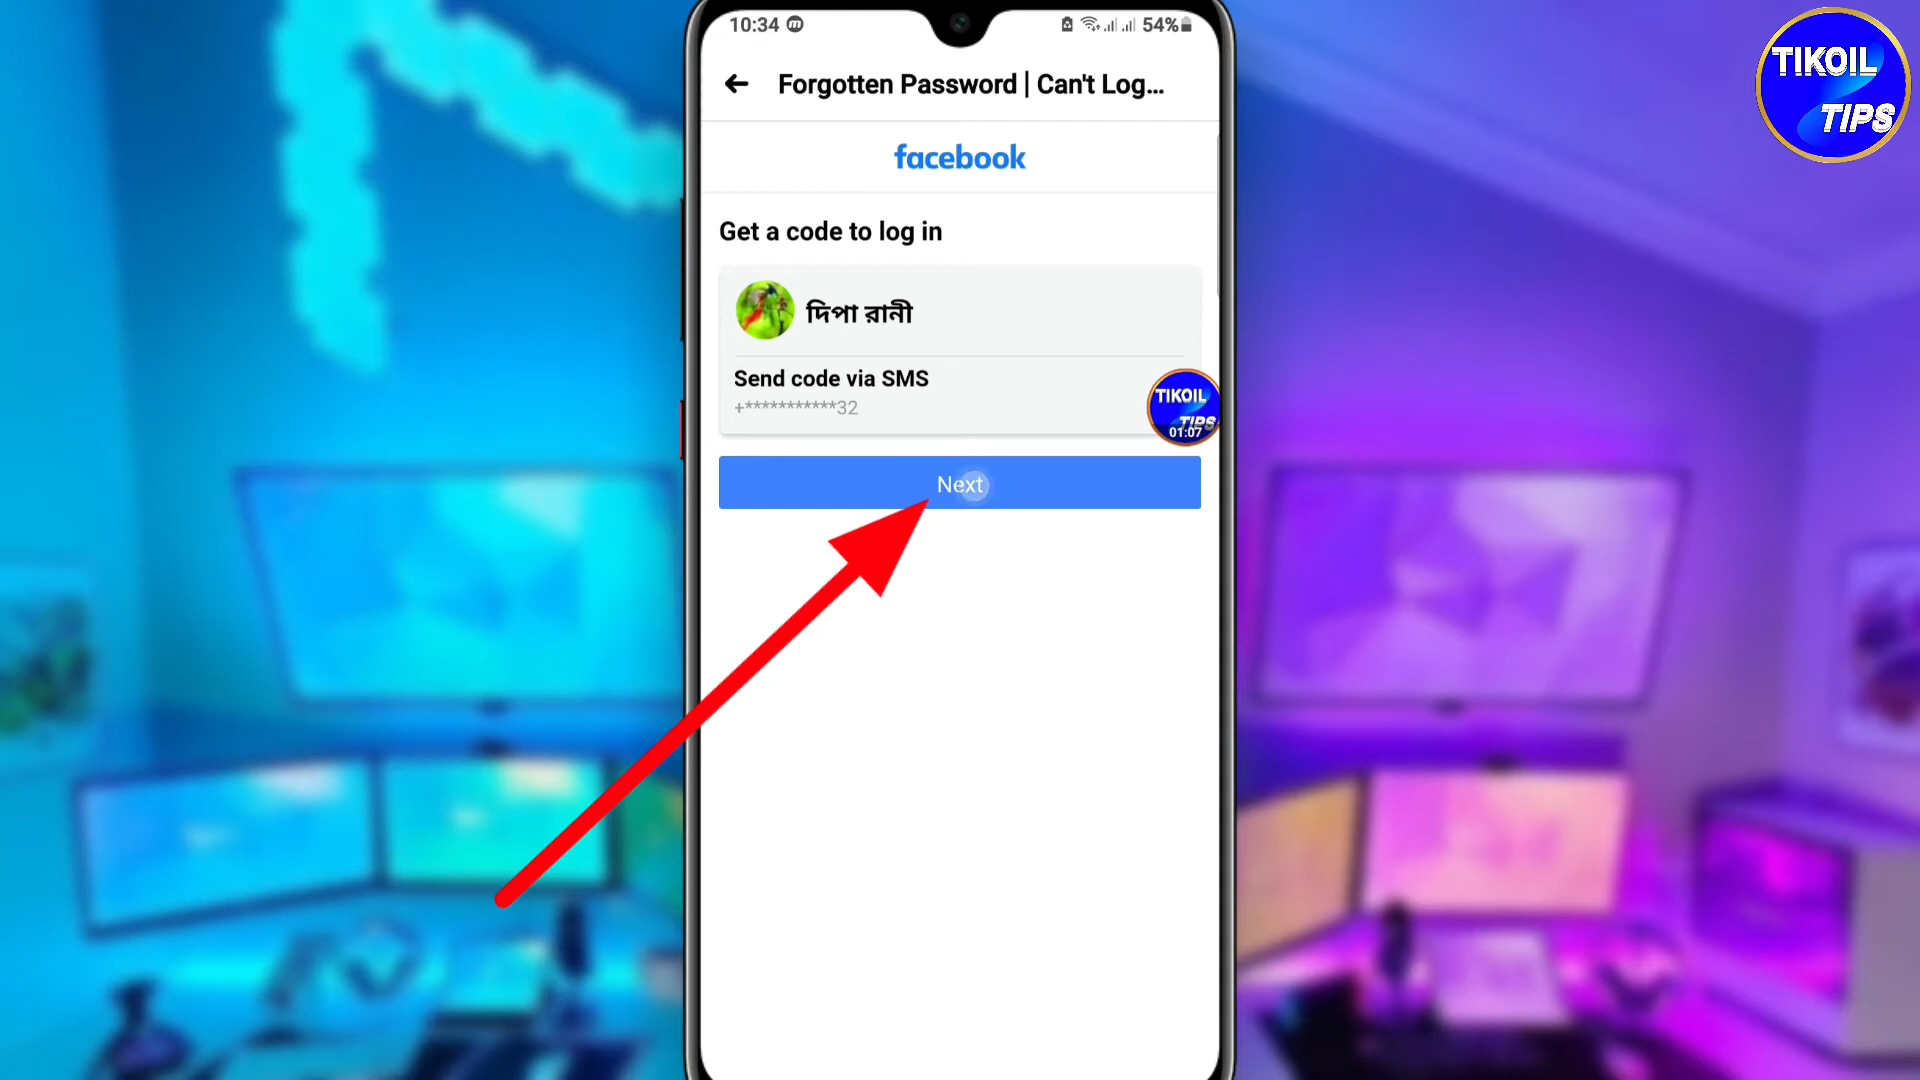 10:34 54%
TIKOIL
TIPS
Forgotten Password | Can't Log...
facebook
Get a code to log in
দিপা রানী
Send code via SMS
+***********32
TIKOIL
TIPS
01:07
Next